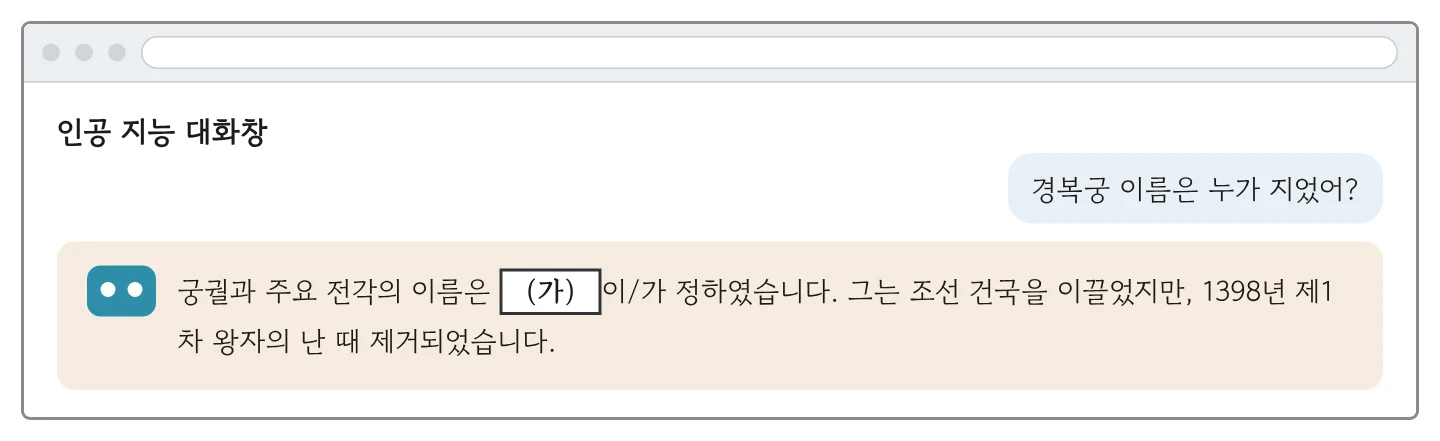 인공 지능 대화창
경복궁 이름은 누가 지었어?
궁궐과 주요 전각의 이름은 (가) 이/가 정하였습니다. 그는 조선 건국을 이끌었지만, 1398년 제1
차 왕자의 난 때 제거되었습니다.